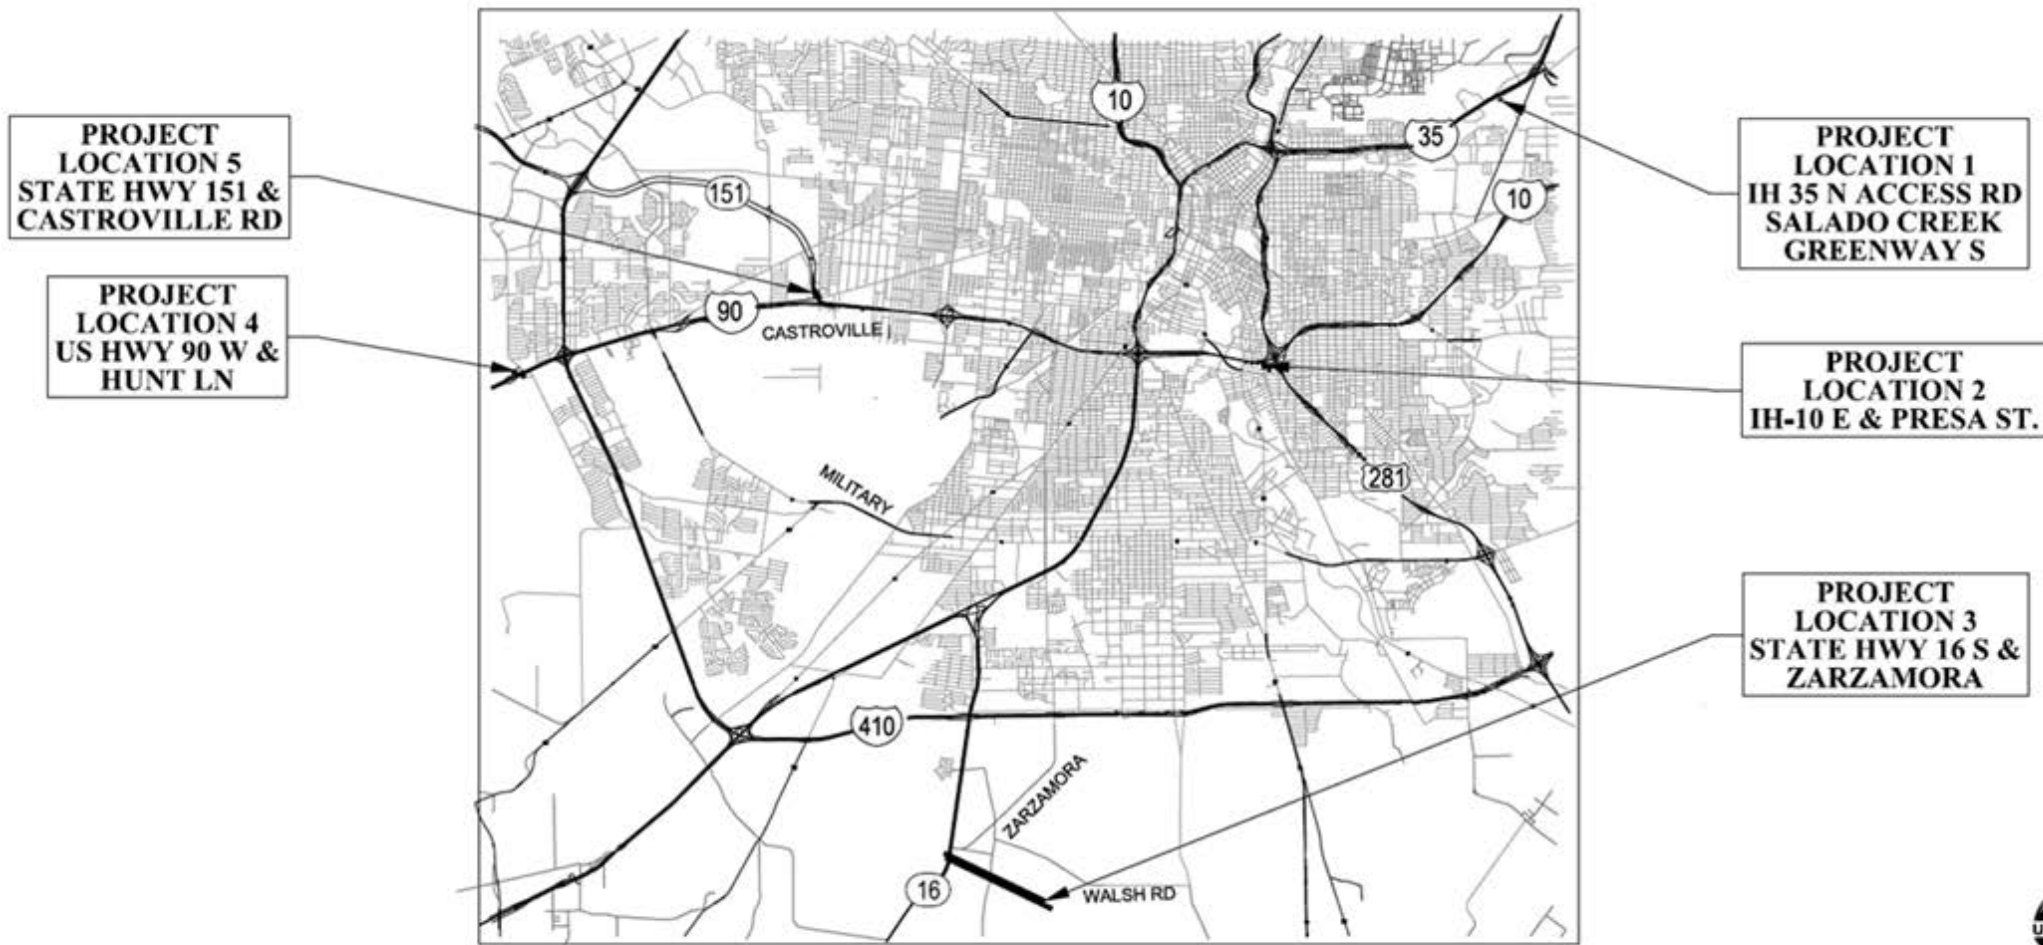 PROJECT
LOCATION 5
STATE HWY 151 &
CASTROVILLE RD
PROJECT
LOCATION 4
US HWY 90 W &
HUNT LN
PROJECT
LOCATION 1
IH 35 N ACCESS RD
SALADO CREEK
GREENWAY S
PROJECT
LOCATION 2
IH-10 E & PRESA ST.
PROJECT
LOCATION 3
STATE HWY 16 S &
ZARZAMORA
10
35
10
151
90
CASTROVILLE
281
MILITARY
410
ZARZAMORA
16
WALSH RD